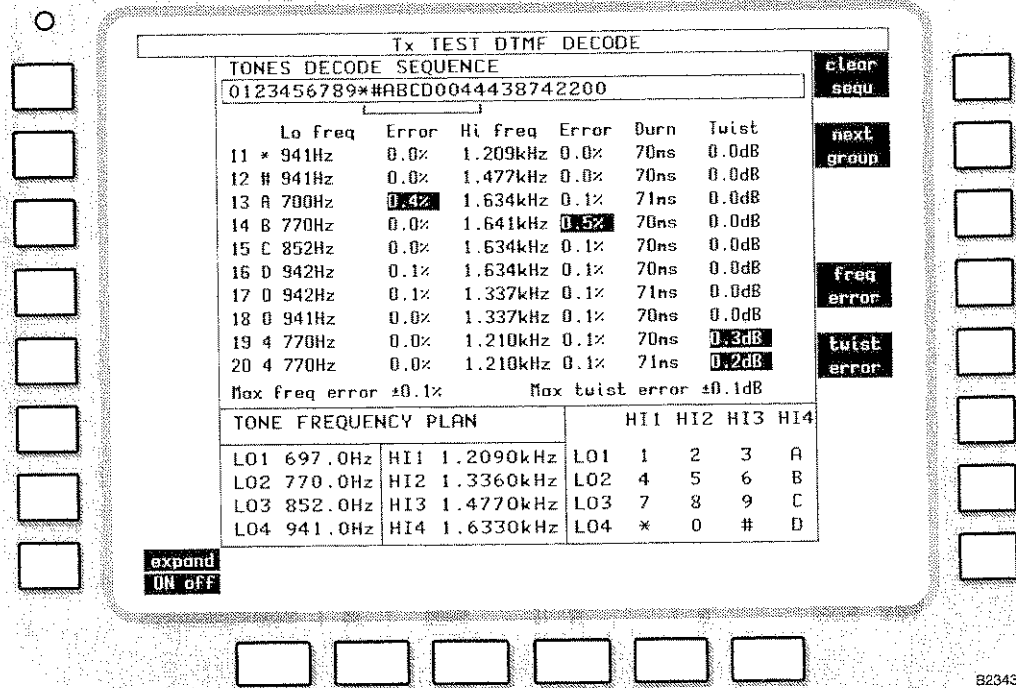 Tx TEST DTMF DECODE
TONES DECODE SEQUENCE
clear
sequ
0123456789*#ABCD0044438742200
next
group
Lo freq Error Hi freq Error Durn Twist
11 * 941Hz 0.0% 1.209kHz 0.0% 70ms 0.0dB
12 # 941Hz 0.0% 1.477kHz 0.0% 70ms 0.0dB
13 A 700Hz 0.4% 1.634kHz 0.1% 71ms 0.0dB
14 B 770Hz 0.0% 1.641kHz 0.5% 70ms 0.0dB
15 C 852Hz 0.0% 1.634kHz 0.1% 70ms 0.0dB
16 D 942Hz 0.1% 1.634kHz 0.1% 70ms 0.0dB
17 0 942Hz 0.1% 1.337kHz 0.1% 71ms 0.0dB
18 0 941Hz 0.0% 1.337kHz 0.1% 70ms 0.0dB
19 4 770Hz 0.0% 1.210kHz 0.1% 70ms 0.3dB
20 4 770Hz 0.0% 1.210kHz 0.1% 71ms 0.2dB
freq
error
twist
error
Max freq error ±0.1% Max twist error ±0.1dB
TONE FREQUENCY PLAN HI1 HI2 HI3 HI4
LO1 697.0Hz HI1 1.2090kHz LO1 1 2 3 A
LO2 770.0Hz HI2 1.3360kHz LO2 4 5 6 B
LO3 852.0Hz HI3 1.4770kHz LO3 7 8 9 C
LO4 941.0Hz HI4 1.6330kHz LO4 * 0 # D
expand
ON off
B2343